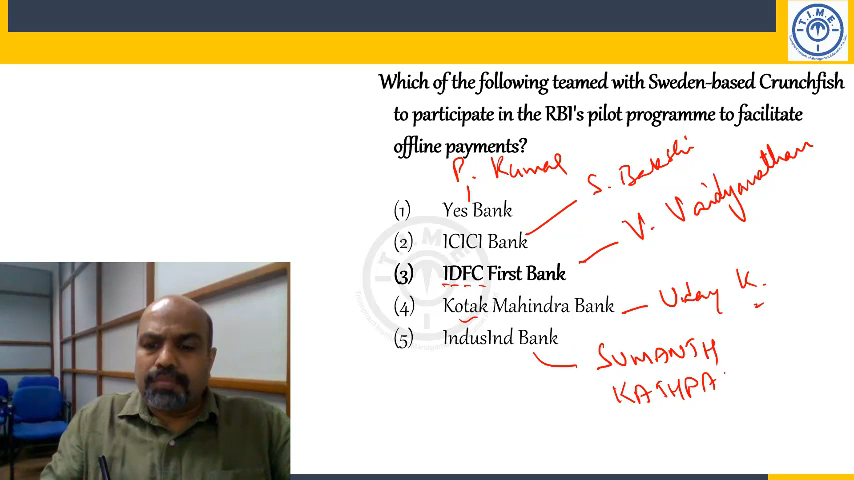 T.I.M.E.
Which of the following teamed with Sweden-based Crunchfish
to participate in the RBI's pilot programme to facilitate
offline payments?
P. Kumar
S. Bakshi
V. Vaidyanathan
(1) Yes Bank
(2) ICICI Bank
(3) IDFC First Bank
(4) Kotak Mahindra Bank
Uday K.
(5) IndusInd Bank
SUMANTH
KATHPA